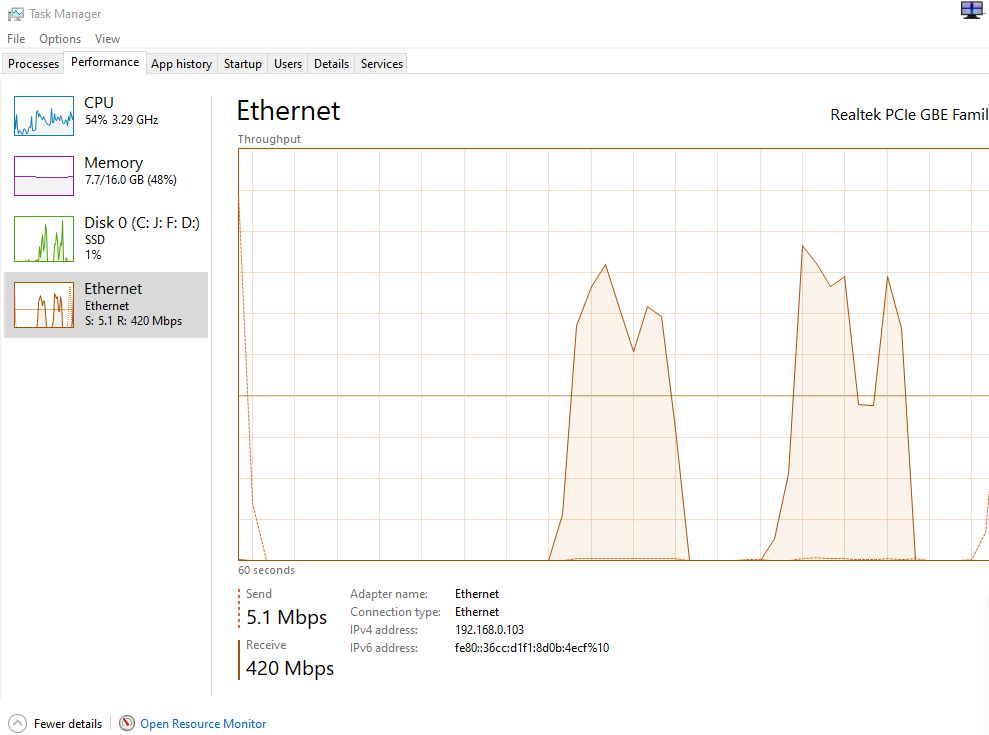 Task Manager
File Options View
Processes Performance App history Startup Users Details Services
CPU
54% 3.29 GHz
Memory
7.7/16.0 GB (48%)
Disk 0 (C: J: F: D:)
SSD
1%
Ethernet
Ethernet
S: 5.1 R: 420 Mbps
Ethernet
Realtek PCIe GBE Famil
Throughput
60 seconds
Send
5.1 Mbps
Receive
420 Mbps
Adapter name: Ethernet
Connection type: Ethernet
IPv4 address: 192.168.0.103
IPv6 address: fe80::36cc:d1f1:8d0b:4ecf%10
Fewer details
Open Resource Monitor